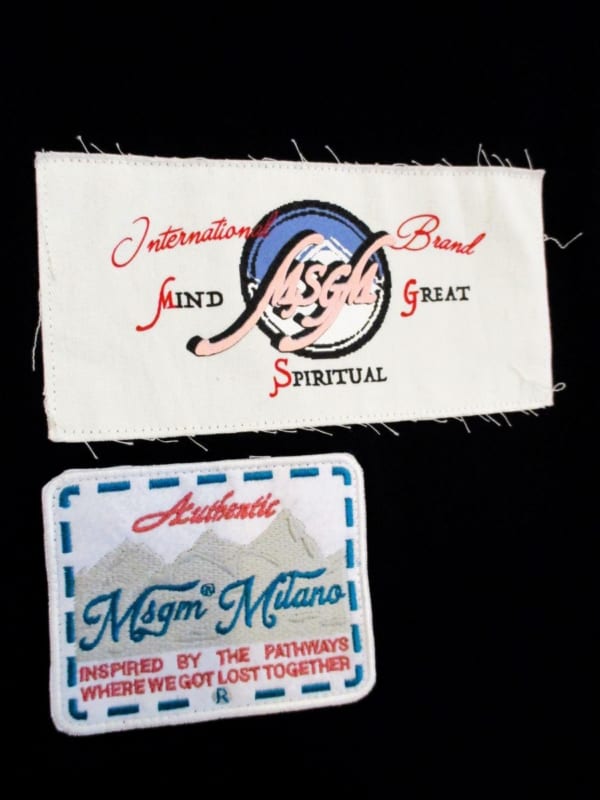 International Brand
MIND MSGM GREAT
SPIRITUAL
Authentic
Msgm® Milano
INSPIRED BY THE PATHWAYS
WHERE WE GOT LOST TOGETHER
®